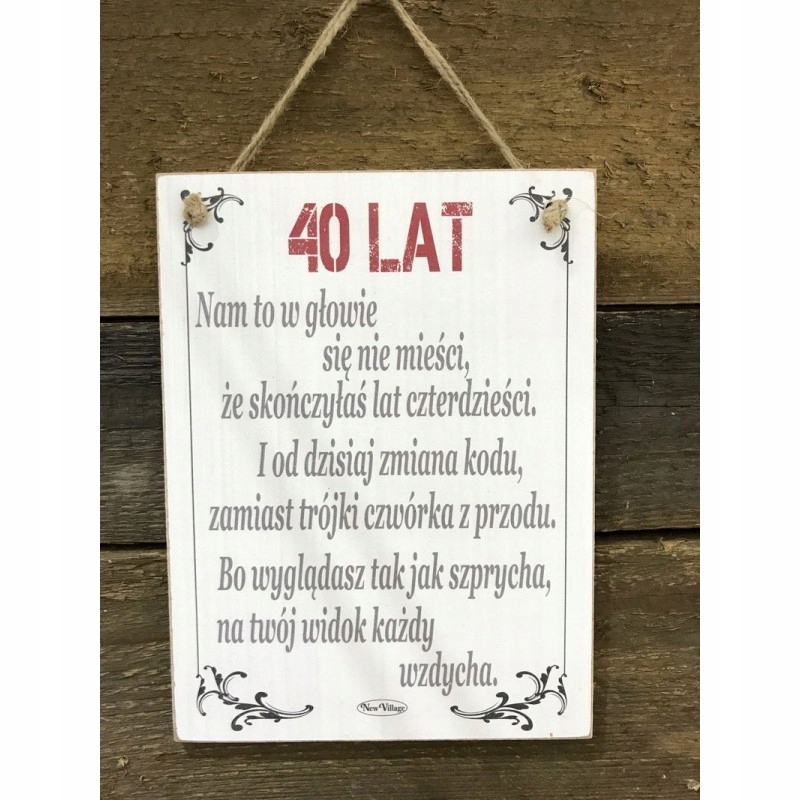 40 LAT
Nam to w głowie
się nie mieści,
że skończyłaś lat czterdzieści.
I od dzisiaj zmiana kodu,
zamiast trójki czwórka z przodu.
Bo wyglądasz tak jak szprycha,
na twój widok każdy
wzdycha.
New Village